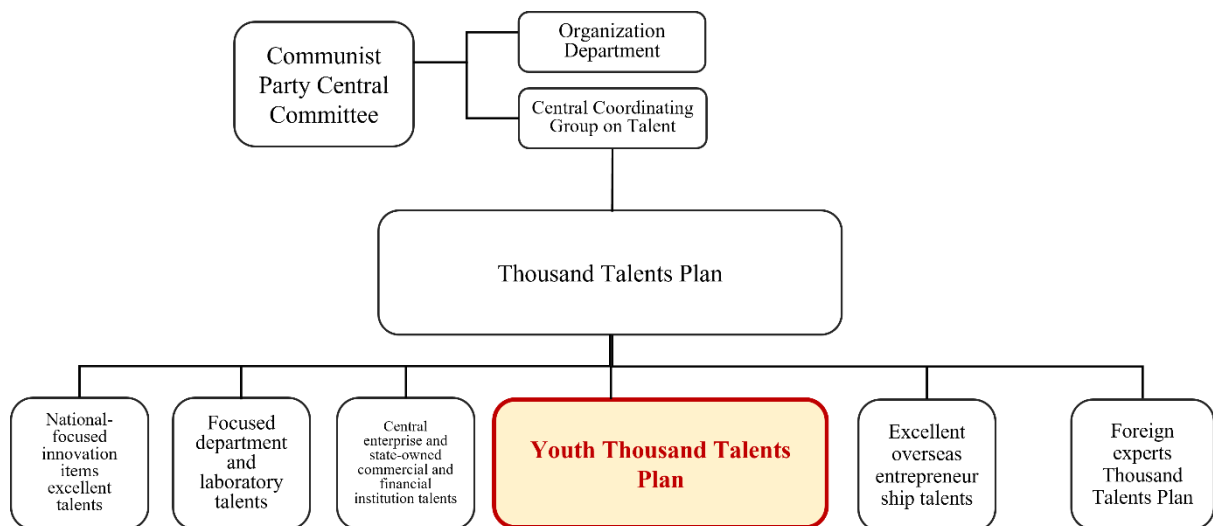 Communist
Party Central
Committee
Organization
Department
Central Coordinating
Group on Talent
Thousand Talents Plan
National-
focused
innovation
items
excellent
talents
Focused
department
and
laboratory
talents
Central
enterprise and
state-owned
commercial and
financial
institution talents
Youth Thousand Talents
Plan
Excellent
overseas
entrepreneur
ship talents
Foreign
experts
Thousand
Talents Plan